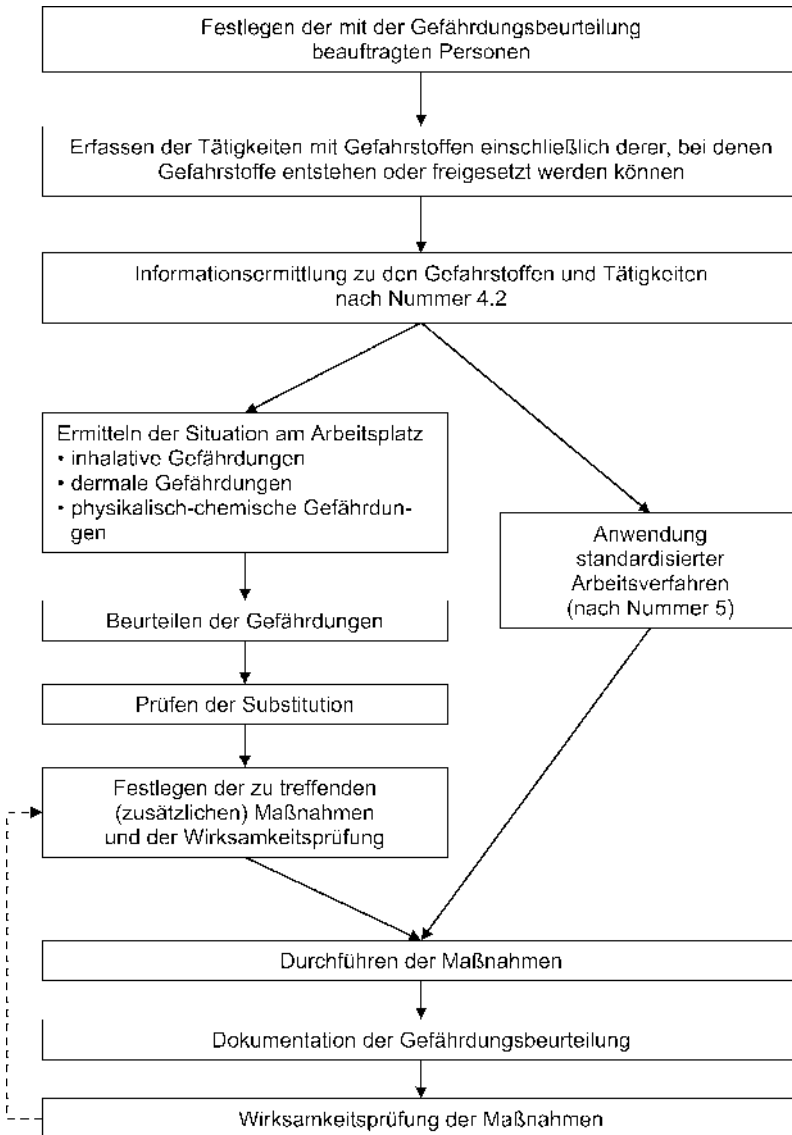 Festlegen der mit der Gefährdungsbeurteilung
beauftragten Personen
Erfassen der Tätigkeiten mit Gefahrstoffen einschließlich derer, bei denen
Gefahrstoffe entstehen oder freigesetzt werden können
Informationsermittlung zu den Gefahrstoffen und Tätigkeiten
nach Nummer 4.2
Ermitteln der Situation am Arbeitsplatz
• inhalative Gefährdungen
• dermale Gefährdungen
• physikalisch-chemische Gefährdun-
gen
Anwendung
standardisierter
Arbeitsverfahren
(nach Nummer 5)
Beurteilen der Gefährdungen
Prüfen der Substitution
Festlegen der zu treffenden
(zusätzlichen) Maßnahmen
und der Wirksamkeitsprüfung
Durchführen der Maßnahmen
Dokumentation der Gefährdungsbeurteilung
Wirksamkeitsprüfung der Maßnahmen